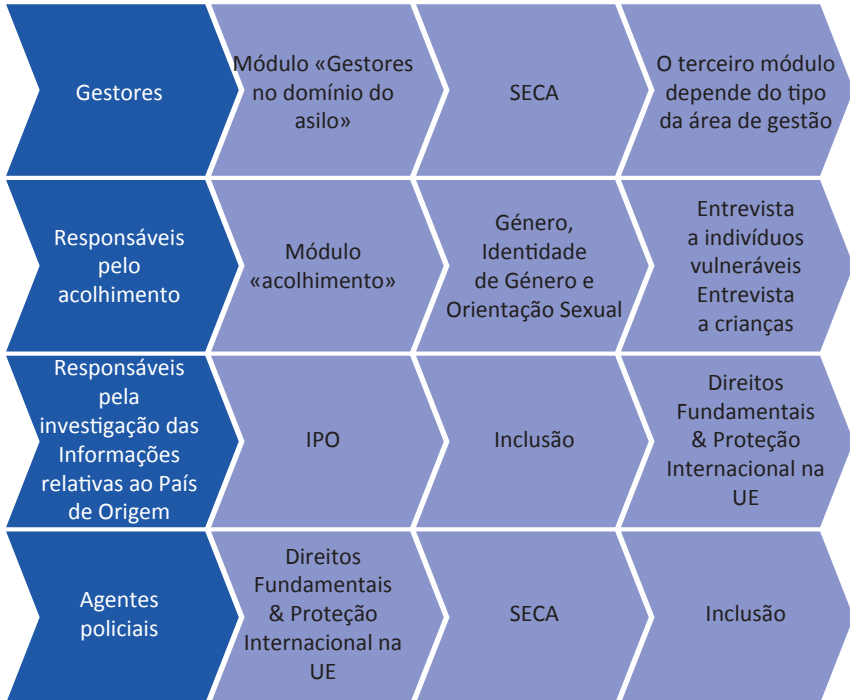 Gestores
Módulo «Gestores
no domínio do
asilo»
SECA
O terceiro módulo
depende do tipo
da área de gestão
Responsáveis
pelo
acolhimento
Módulo
«acolhimento»
Género,
Identidade
de Género e
Orientação Sexual
Entrevista
a indivíduos
vulneráveis
Entrevista
a crianças
Responsáveis
pela
investigação das
Informações
relativas ao País
de Origem
IPO
Inclusão
Direitos
Fundamentais
& Proteção
Internacional na
UE
Agentes
policiais
Direitos
Fundamentais
& Proteção
Internacional na
UE
SECA
Inclusão